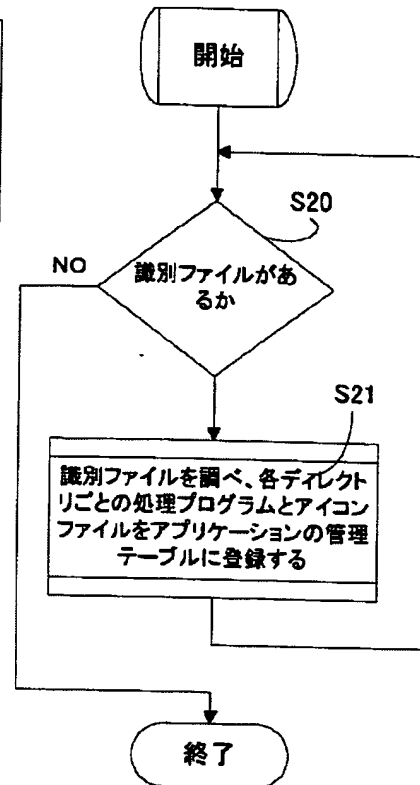 開始
S20
NO
識別ファイルがあ
るか
S21
識別ファイルを調べ、各ディレクト
リごとの処理プログラムとアイコン
ファイルをアプリケーションの管理
テーブルに登録する
終了